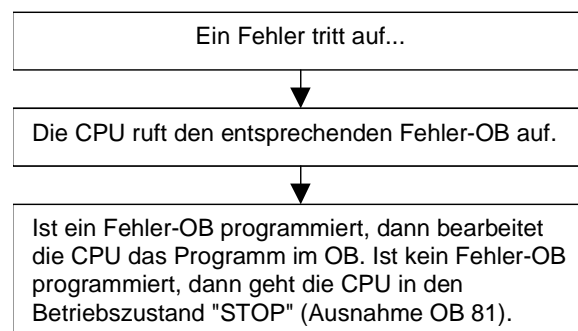 Ein Fehler tritt auf...
Die CPU ruft den entsprechenden Fehler-OB auf.
Ist ein Fehler-OB programmiert, dann bearbeitet
die CPU das Programm im OB. Ist kein Fehler-OB
programmiert, dann geht die CPU in den
Betriebszustand "STOP" (Ausnahme OB 81).